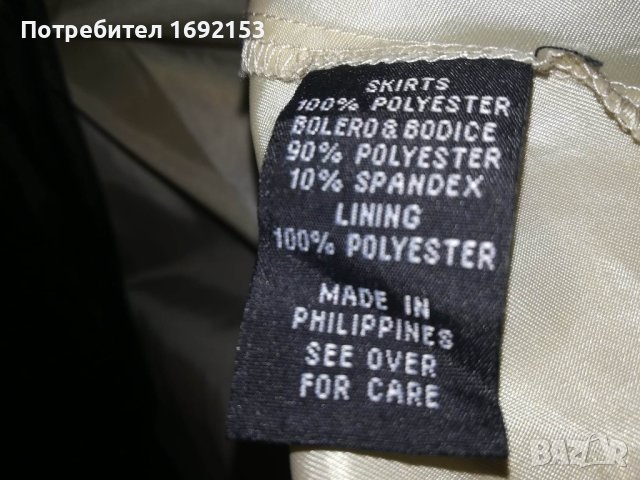 Потребител 1692153
SKIRTS
100% POLYESTER
BOLERO & BODICE
90% POLYESTER
10% SPANDEX
LINING
100% POLYESTER
MADE IN
PHILIPPINES
SEE OVER
FOR CARE
BAZAR